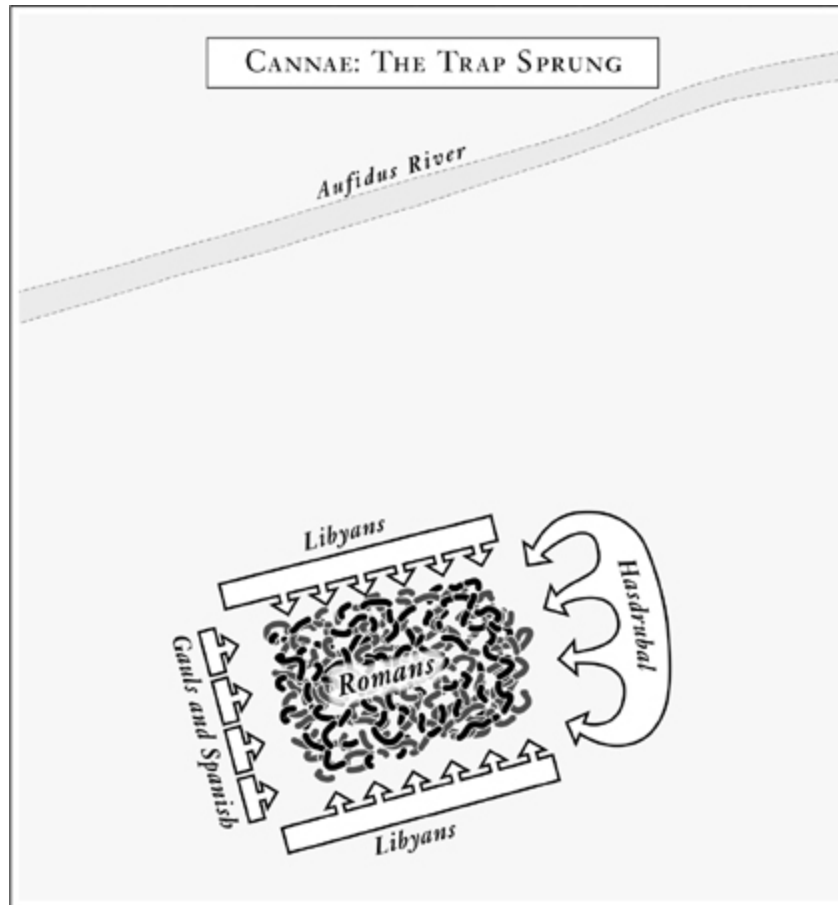 CANNAE: THE TRAP SPRUNG
Aufidus River
Libyans
Hasdrubal
Gauls and Spanish
Romans
Libyans